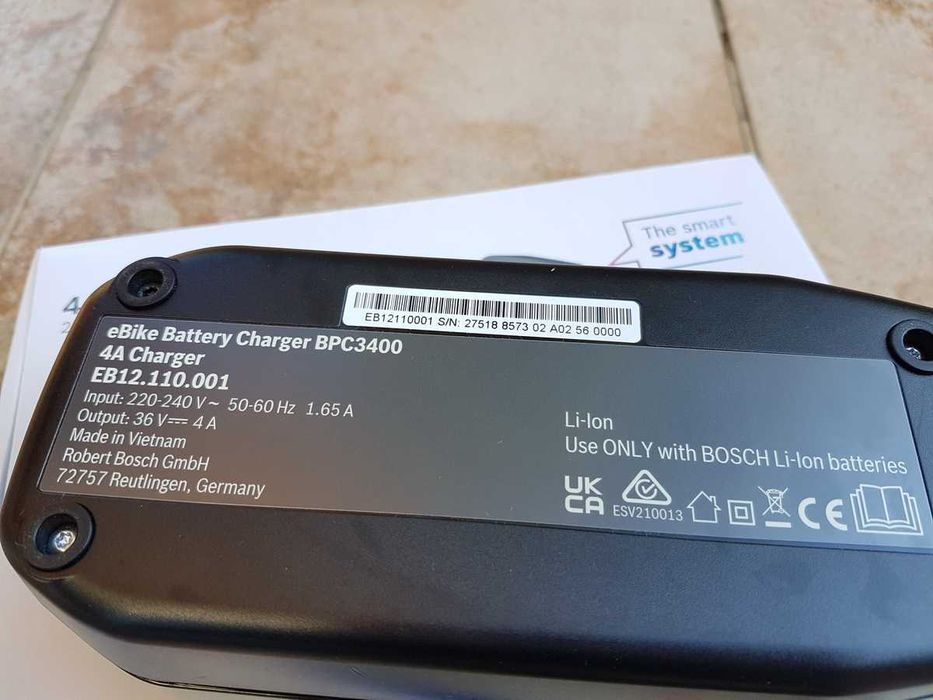 The smart
system
4
EB12110001 S/N: 27518 8573 02 A02 56 0000
eBike Battery Charger BPC3400
4A Charger
EB12.110.001
Input: 220-240 V ~ 50-60 Hz 1.65 A
Output: 36 V⎓ 4 A
Made in Vietnam
Robert Bosch GmbH
72757 Reutlingen, Germany
Li-Ion
Use ONLY with BOSCH Li-Ion batteries
UK
CA
ESV210013
CE